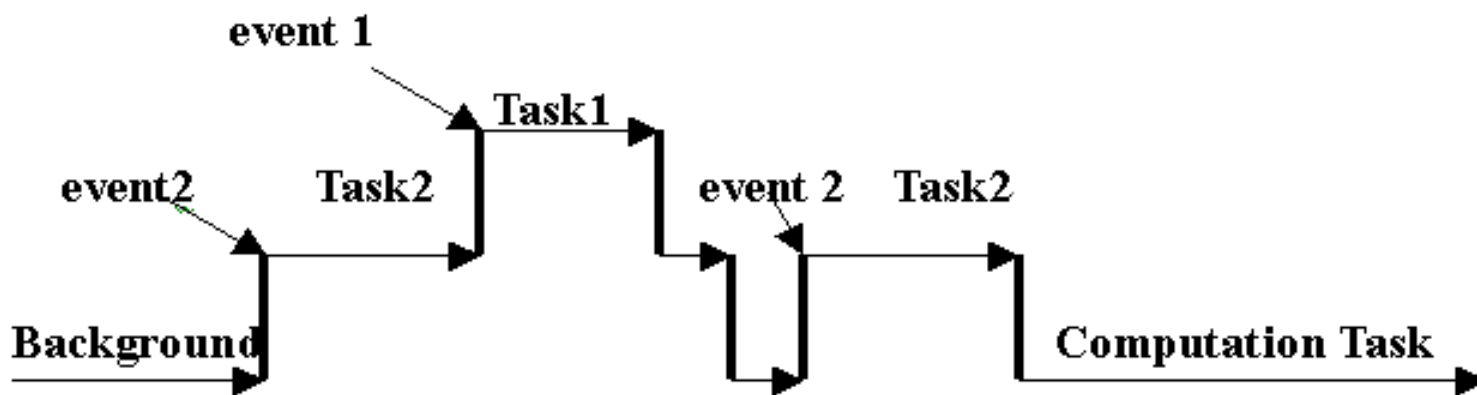 event 1
Task1
event2
Task2
event 2
Task2
Background
Computation Task